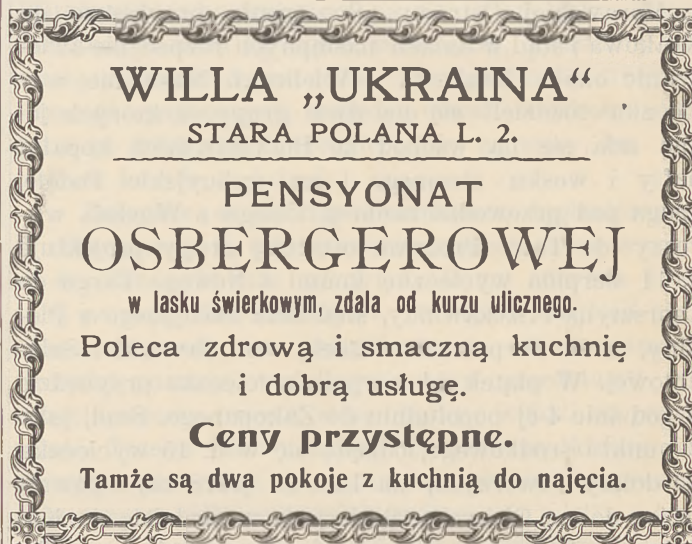 WILLA „UKRAINA“
STARA POLANA L. 2.
PENSYONAT
OSBERGEROWEJ
w lasku świerkowym, zdala od kurzu ulicznego.
Poleca zdrową i smaczną kuchnię
i dobrą usługę.
Ceny przystępne.
Tamże są dwa pokoje z kuchnią do najęcia.